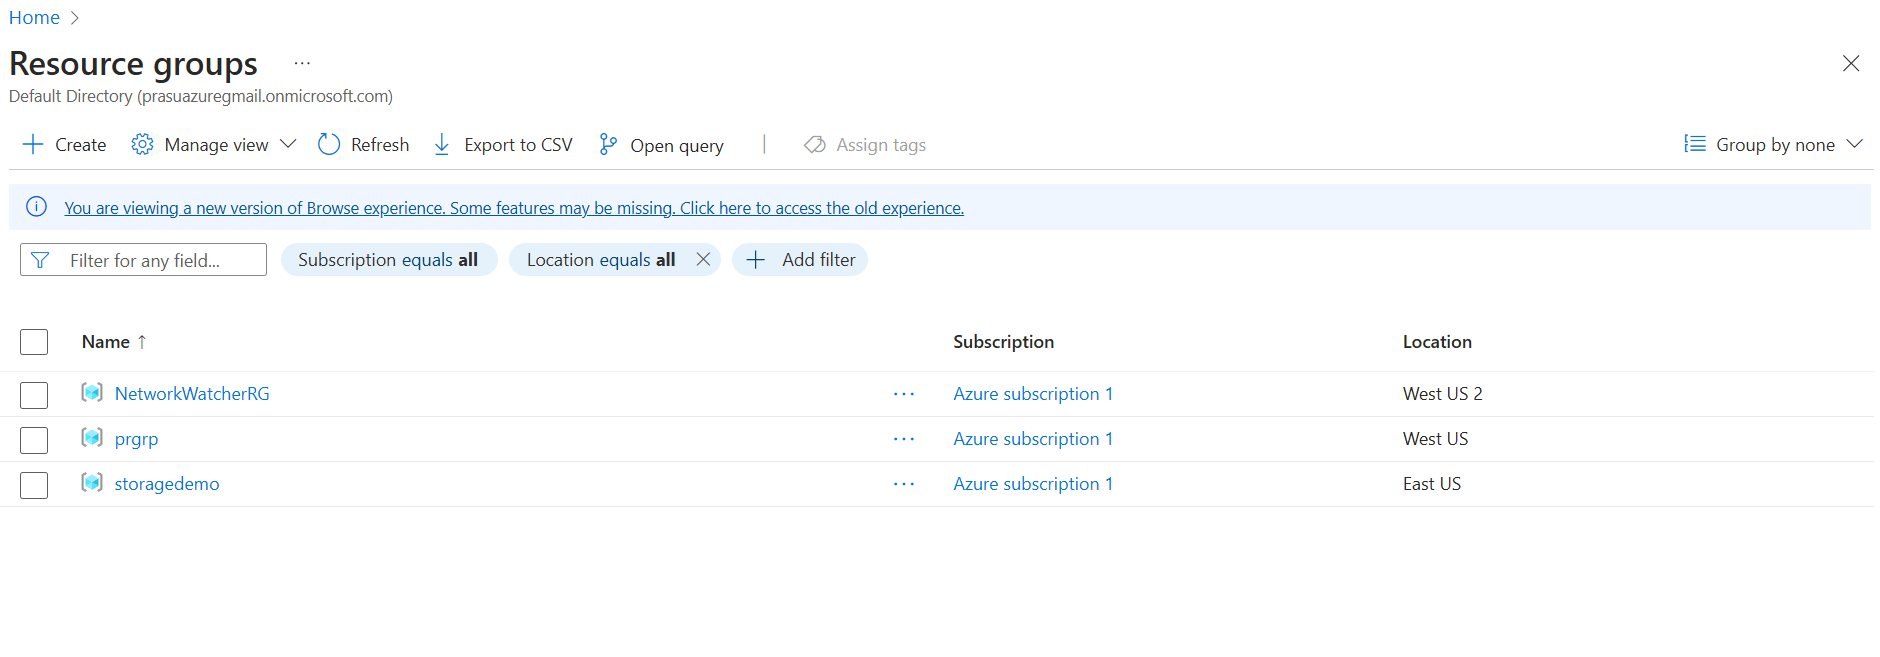 Home
Resource groups ...
Default Directory (prasuazuregmail.onmicrosoft.com)
Create Manage view Refresh Export to CSV Open query | Assign tags Group by none
You are viewing a new version of Browse experience. Some features may be missing. Click here to access the old experience.
Filter for any field... Subscription equals all Location equals all Add filter
Name ↑ Subscription Location
NetworkWatcherRG ... Azure subscription 1 West US 2
prgrp ... Azure subscription 1 West US
storagedemo ... Azure subscription 1 East US